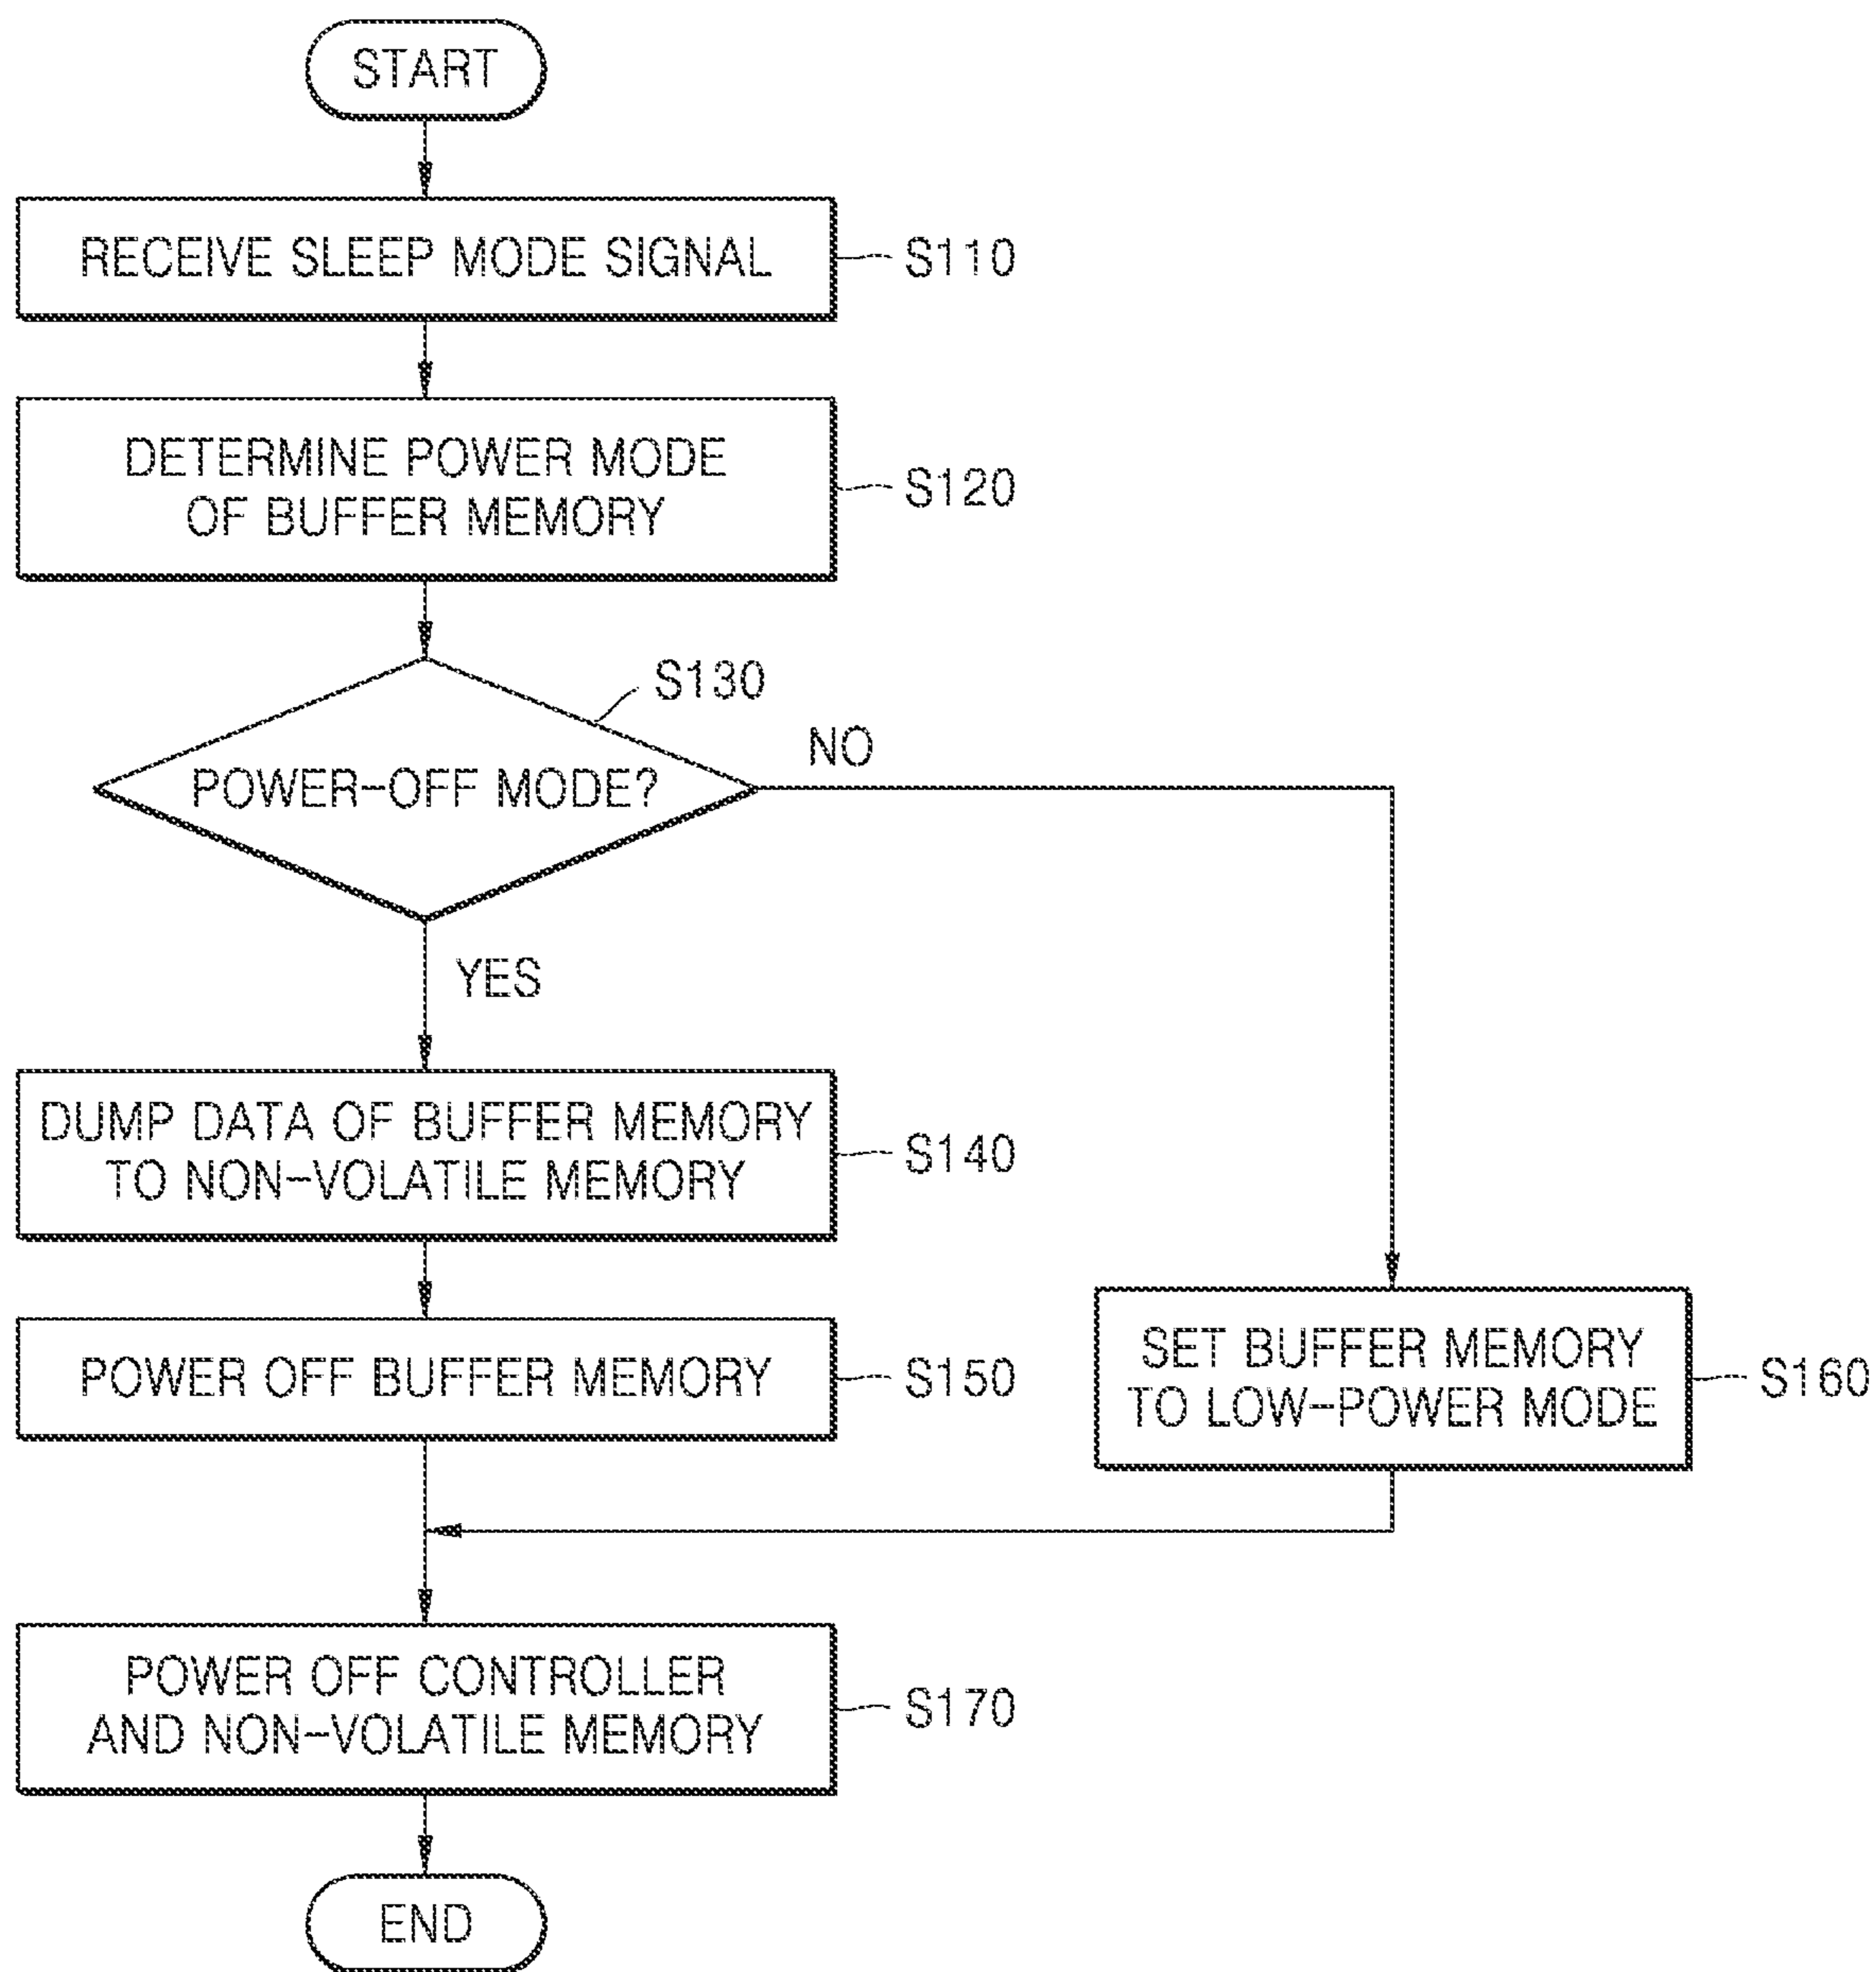 START
RECEIVE SLEEP MODE SIGNAL
S110
DETERMINE POWER MODE
OF BUFFER MEMORY
S120
S130
POWER-OFF MODE?
NO
YES
DUMP DATA OF BUFFER MEMORY
TO NON-VOLATILE MEMORY
S140
POWER OFF BUFFER MEMORY
S150
SET BUFFER MEMORY
TO LOW-POWER MODE
S160
POWER OFF CONTROLLER
AND NON-VOLATILE MEMORY
S170
END